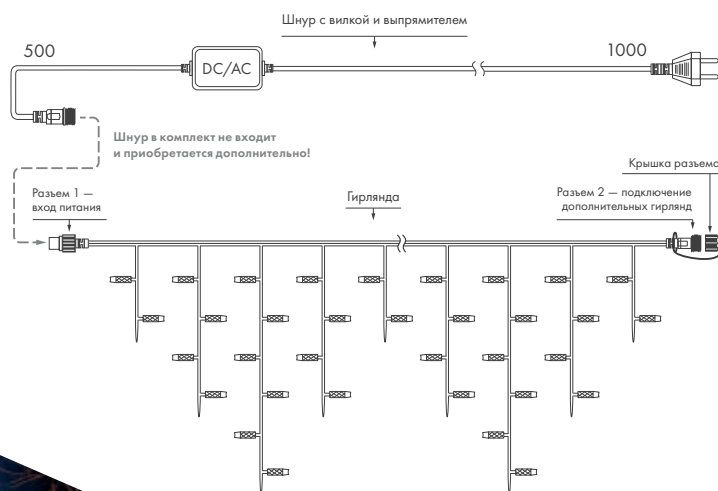 Шнур с вилкой и выпрямителем
500
DC/AC
1000
Шнур в комплект не входит
и приобретается дополнительно!
Крышка разъема
Разъем 1 —
вход питания
Гирлянда
Разъем 2 — подключение
дополнительных гирлянд